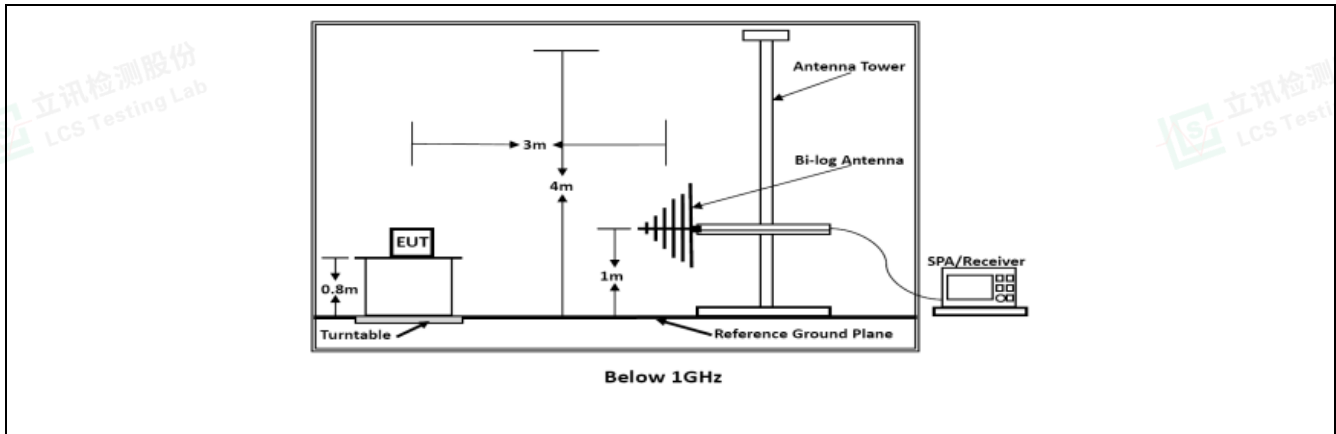 立讯检测股份
LCS Testing Lab
立讯检测
LCS Testi
Antenna Tower
3m
Bi-log Antenna
4m
EUT
1m
SPA/Receiver
0.8m
Turntable
Reference Ground Plane
Below 1GHz